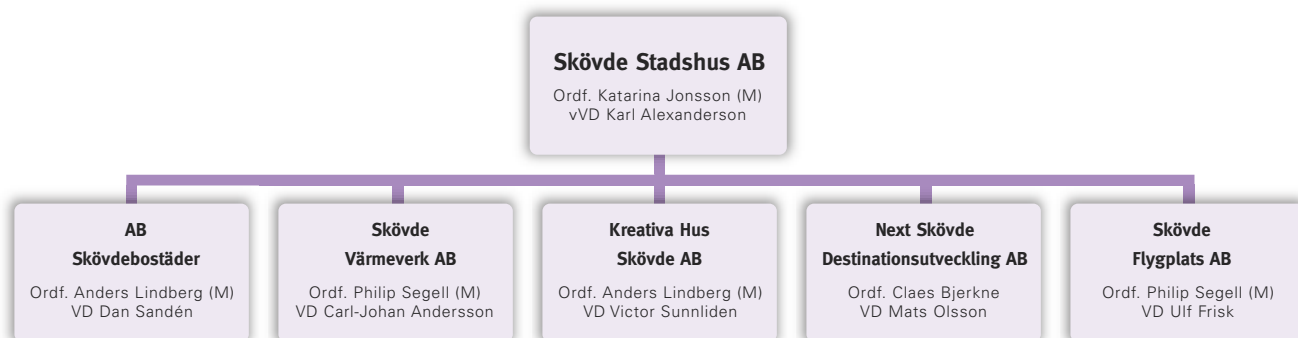 Skövde Stadshus AB
Ordf. Katarina Jonsson (M)
vVD Karl Alexanderson
AB
Skövdebostäder
Ordf. Anders Lindberg (M)
VD Dan Sandén
Skövde
Värmeverk AB
Ordf. Philip Segell (M)
VD Carl-Johan Andersson
Kreativa Hus
Skövde AB
Ordf. Anders Lindberg (M)
VD Victor Sunnliden
Next Skövde
Destinationsutveckling AB
Ordf. Claes Bjerkne
VD Mats Olsson
Skövde
Flygplats AB
Ordf. Philip Segell (M)
VD Ulf Frisk